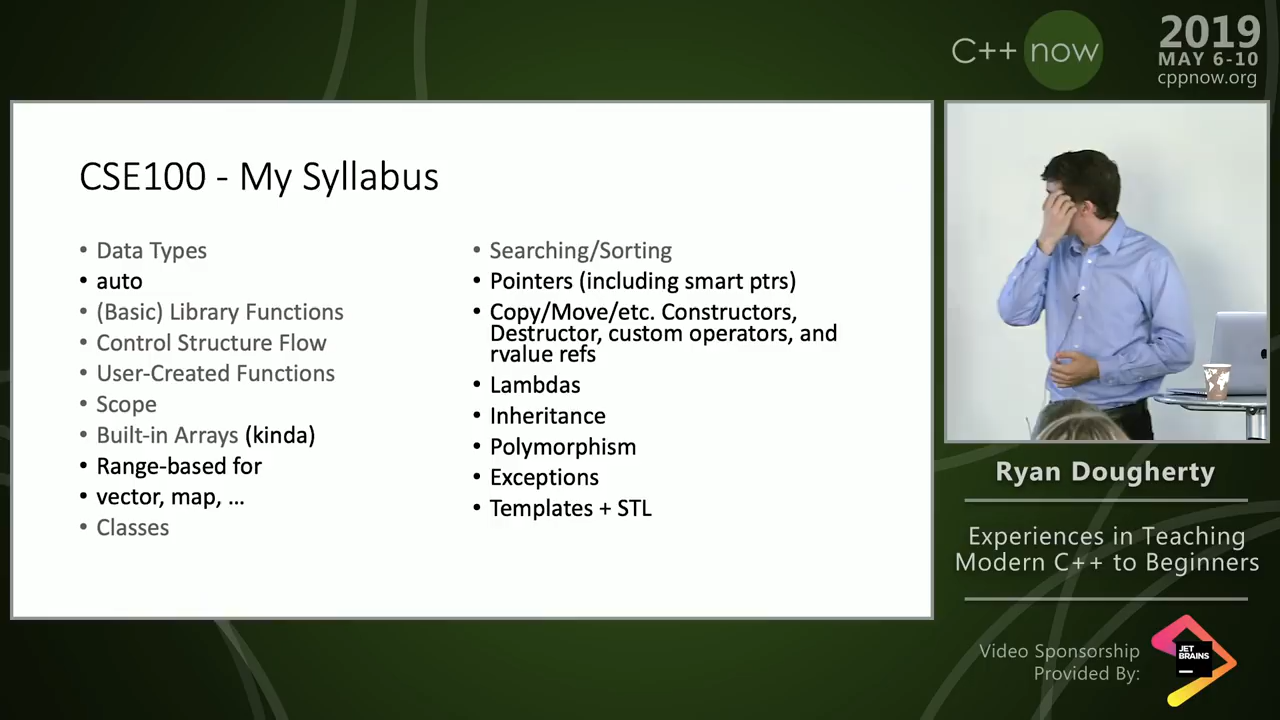 C++ now
2019
MAY 6-10
cppnow.org
CSE100 - My Syllabus
• Data Types
• auto
• (Basic) Library Functions
• Control Structure Flow
• User-Created Functions
• Scope
• Built-in Arrays (kinda)
• Range-based for
• vector, map, ...
• Classes
• Searching/Sorting
• Pointers (including smart ptrs)
• Copy/Move/etc. Constructors,
Destructor, custom operators, and
rvalue refs
• Lambdas
• Inheritance
• Polymorphism
• Exceptions
• Templates + STL
Ryan Dougherty
Experiences in Teaching
Modern C++ to Beginners
Video Sponsorship
Provided By:
JET
BRAINS